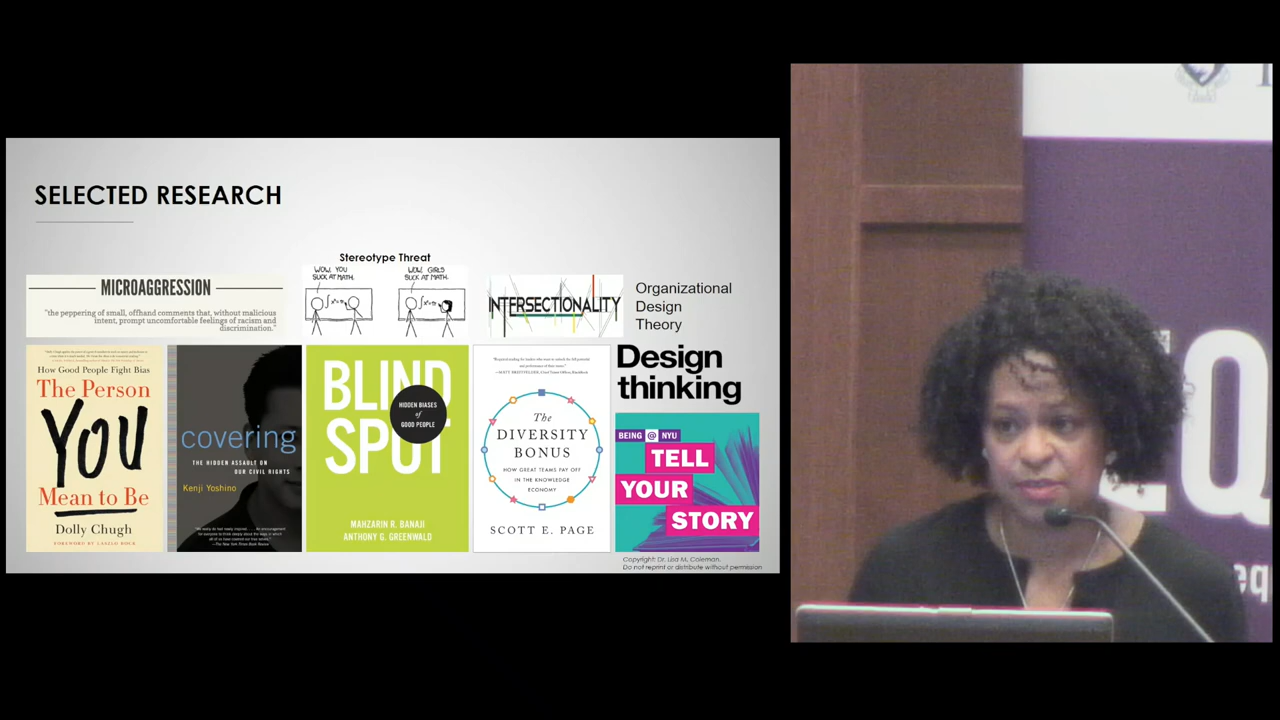 SELECTED RESEARCH
Stereotype Threat
MICROAGGRESSION
"the peppering of small, offhand comments that, without malicious
intent, prompt uncomfortable feelings of racism and
discrimination."
WOW, YOU
SUCK AT MATH.
WOW, GIRLS
SUCK AT MATH.
INTERSECTIONALITY
Organizational
Design
Theory
How Good People Fight Bias
The Person
YOU
Mean to Be
Dolly Chugh
FOREWORD BY LASZLO BOCK
covering
THE HIDDEN ASSAULT ON
OUR CIVIL RIGHTS
Kenji Yoshino
BLIND
SPOT
HIDDEN BIASES
of
GOOD PEOPLE
MAHZARIN R. BANAJI
ANTHONY G. GREENWALD
The
DIVERSITY
BONUS
HOW GREAT TEAMS PAY OFF
IN THE KNOWLEDGE
ECONOMY
SCOTT E. PAGE
Design
thinking
BEING @ NYU
TELL
YOUR
STORY
Copyright: Dr. Lisa M. Coleman.
Do not reprint or distribute without permission